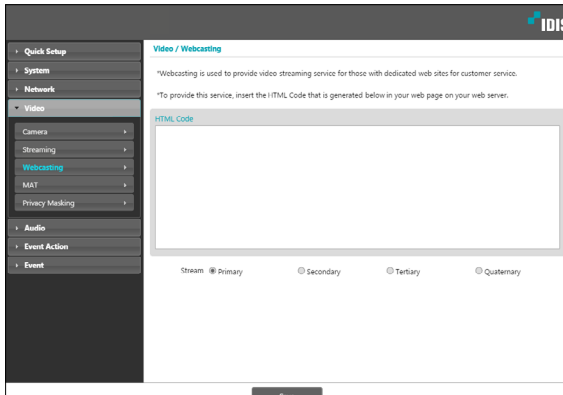 IDIS
Quick Setup
System
Network
Video
Camera
Streaming
Webcasting
MAT
Privacy Masking
Audio
Event Action
Event
Video / Webcasting
*Webcasting is used to provide video streaming service for those with dedicated web sites for customer service.
*To provide this service, insert the HTML Code that is generated below in your web page on your web server.
HTML Code
Stream Primary Secondary Tertiary Quaternary